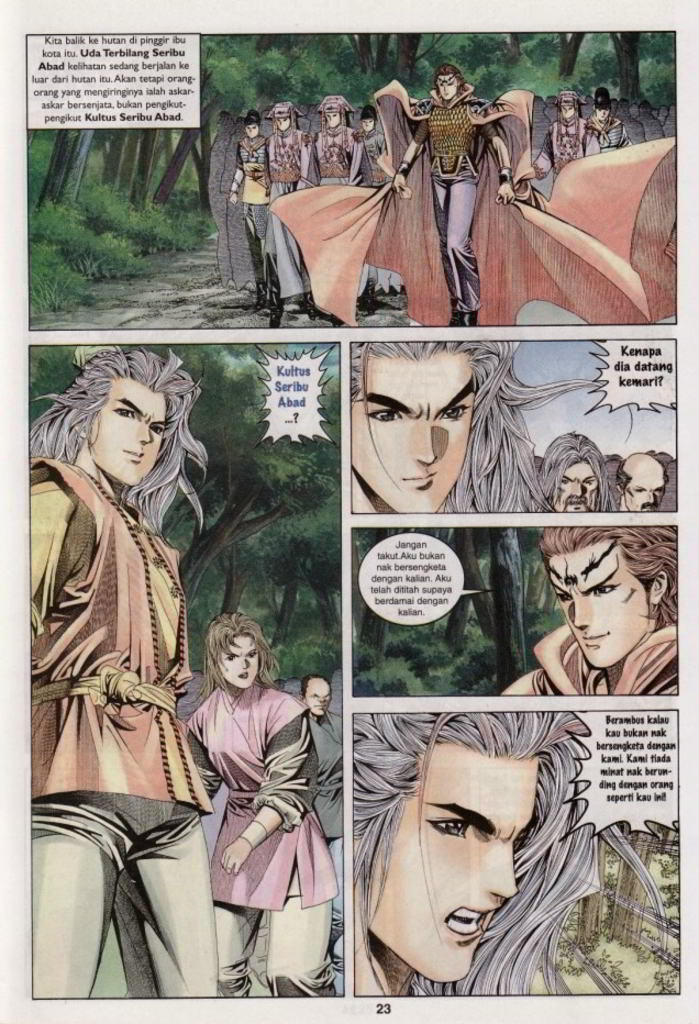 Kita balik ke hutan di pinggir ibu
kota itu. Uda Terbilang Seribu
Abad kelihatan sedang berjalan ke
luar dari hutan itu. Akan tetapi orang-
orang yang mengiringinya ialah askar-
askar bersenjata, bukan pengikut-
pengikut Kultus Seribu Abad.
Kultus
Seribu
Abad
...?
Kenapa
dia datang
kemari?
Jangan
takut. Aku bukan
nak bersengketa
dengan kalian. Aku
telah dititah supaya
berdamai dengan
kalian.
Berambus kalau
kau bukan nak
bersengketa dengan
kami. Kami tiada
minat nak berun-
ding dengan orang
seperti kau ini!
23